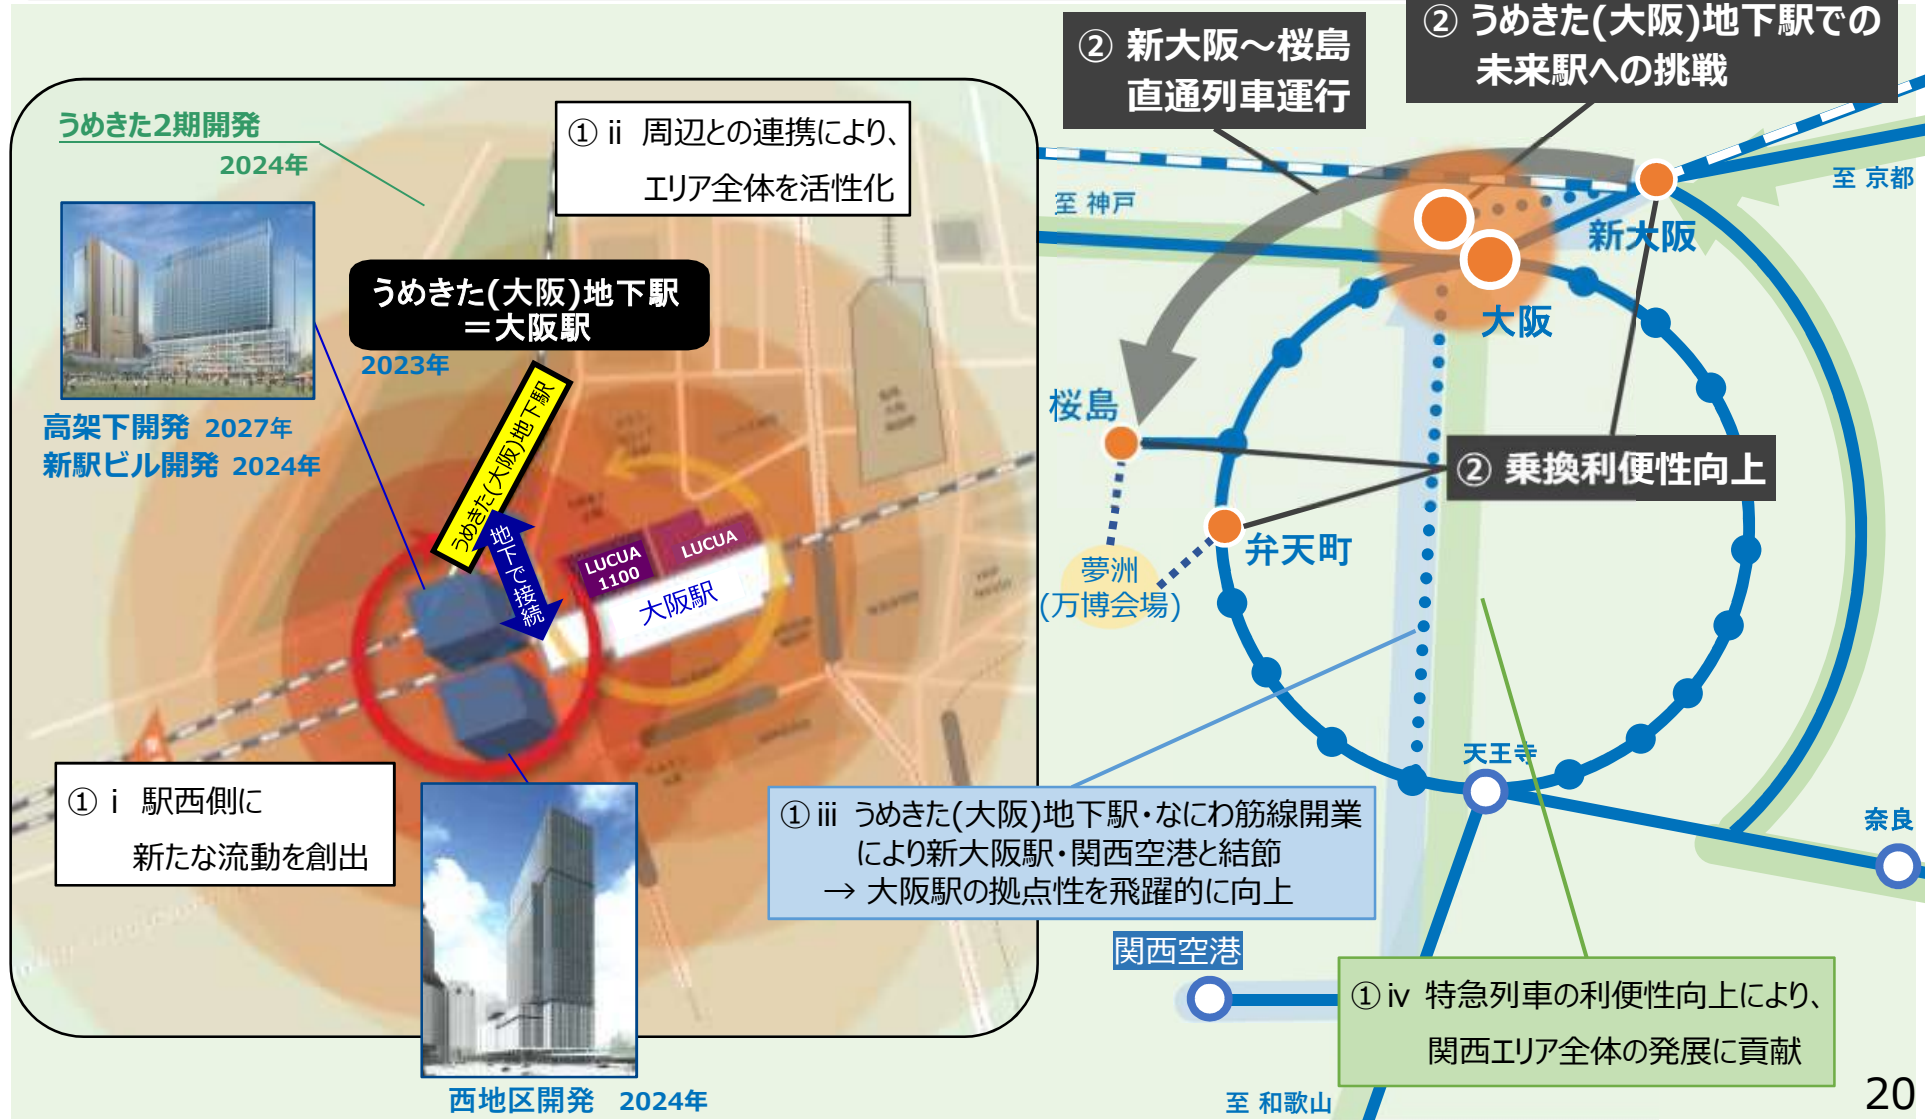 ② 新大阪～桜島
直通列車運行
② うめきた(大阪)地下駅での
未来駅への挑戦
うめきた2期開発
2024年
① ⅱ 周辺との連携により、
エリア全体を活性化
うめきた(大阪)地下駅
＝大阪駅
2023年
高架下開発 2027年
新駅ビル開発 2024年
うめきた(大阪)地下駅
地下で接続
LUCUA
1100
LUCUA
大阪駅
① ⅰ 駅西側に
新たな流動を創出
西地区開発 2024年
至 神戸
至 京都
新大阪
大阪
桜島
② 乗換利便性向上
弁天町
夢洲
(万博会場)
天王寺
奈良
① ⅲ うめきた(大阪)地下駅・なにわ筋線開業
により新大阪駅・関西空港と結節
→ 大阪駅の拠点性を飛躍的に向上
関西空港
① ⅳ 特急列車の利便性向上により、
関西エリア全体の発展に貢献
至 和歌山
20